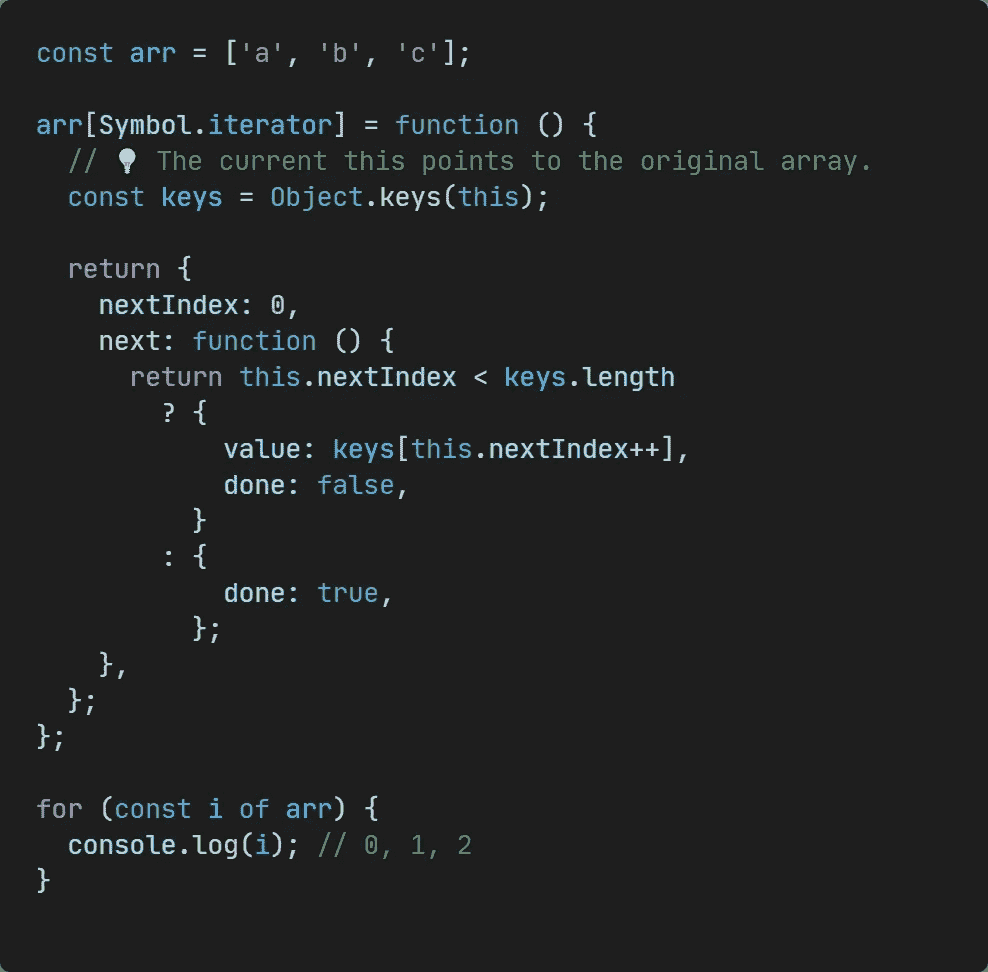 const arr = ['a', 'b', 'c'];

arr[Symbol.iterator] = function () {
  // 💡 The current this points to the original array.
  const keys = Object.keys(this);

  return {
    nextIndex: 0,
    next: function () {
      return this.nextIndex < keys.length
        ? {
            value: keys[this.nextIndex++],
            done: false,
          }
        : {
            done: true,
          };
    },
  };
};

for (const i of arr) {
  console.log(i); // 0, 1, 2
}